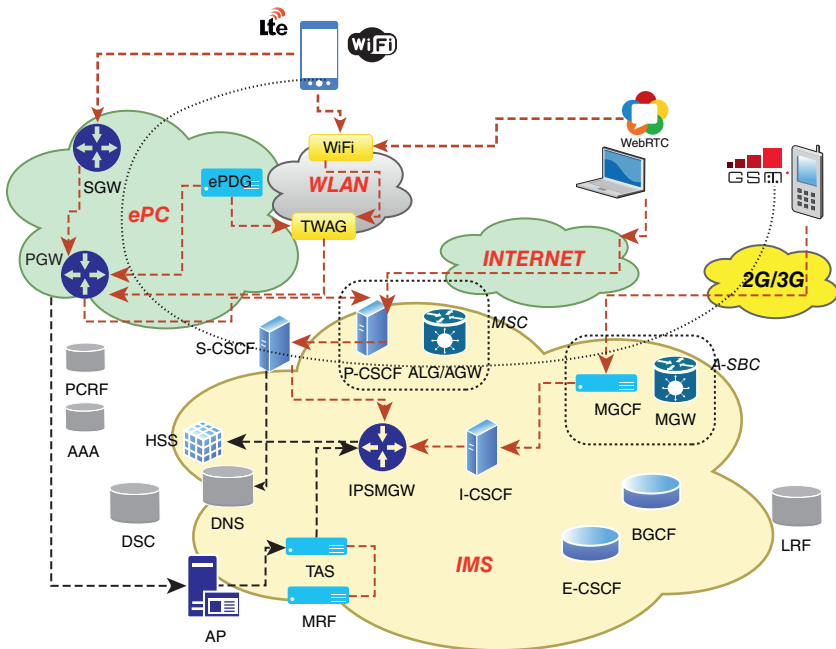 Lte
WiFi
WiFi
WebRTC
GSM
SGW
ePDG
WLAN
ePC
TWAG
PGW
INTERNET
2G/3G
MSC
S-CSCF
P-CSCF ALG/AGW
A-SBC
PCRF
MGCF
MGW
AAA
HSS
IPSMGW
I-CSCF
DNS
DSC
BGCF
LRF
TAS
IMS
E-CSCF
MRF
AP